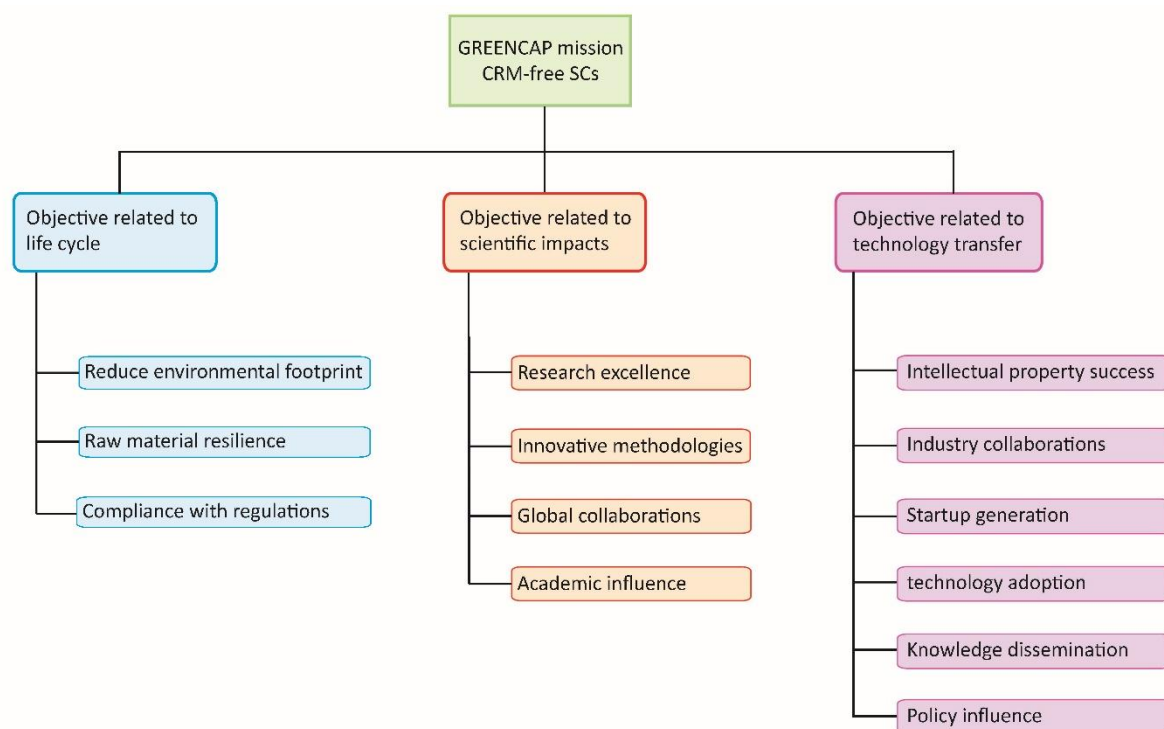 GREENCAP mission
CRM-free SCs
Objective related to
life cycle
Reduce environmental footprint
Raw material resilience
Compliance with regulations
Objective related to
scientific impacts
Research excellence
Innovative methodologies
Global collaborations
Academic influence
Objective related to
technology transfer
Intellectual property success
Industry collaborations
Startup generation
technology adoption
Knowledge dissemination
Policy influence